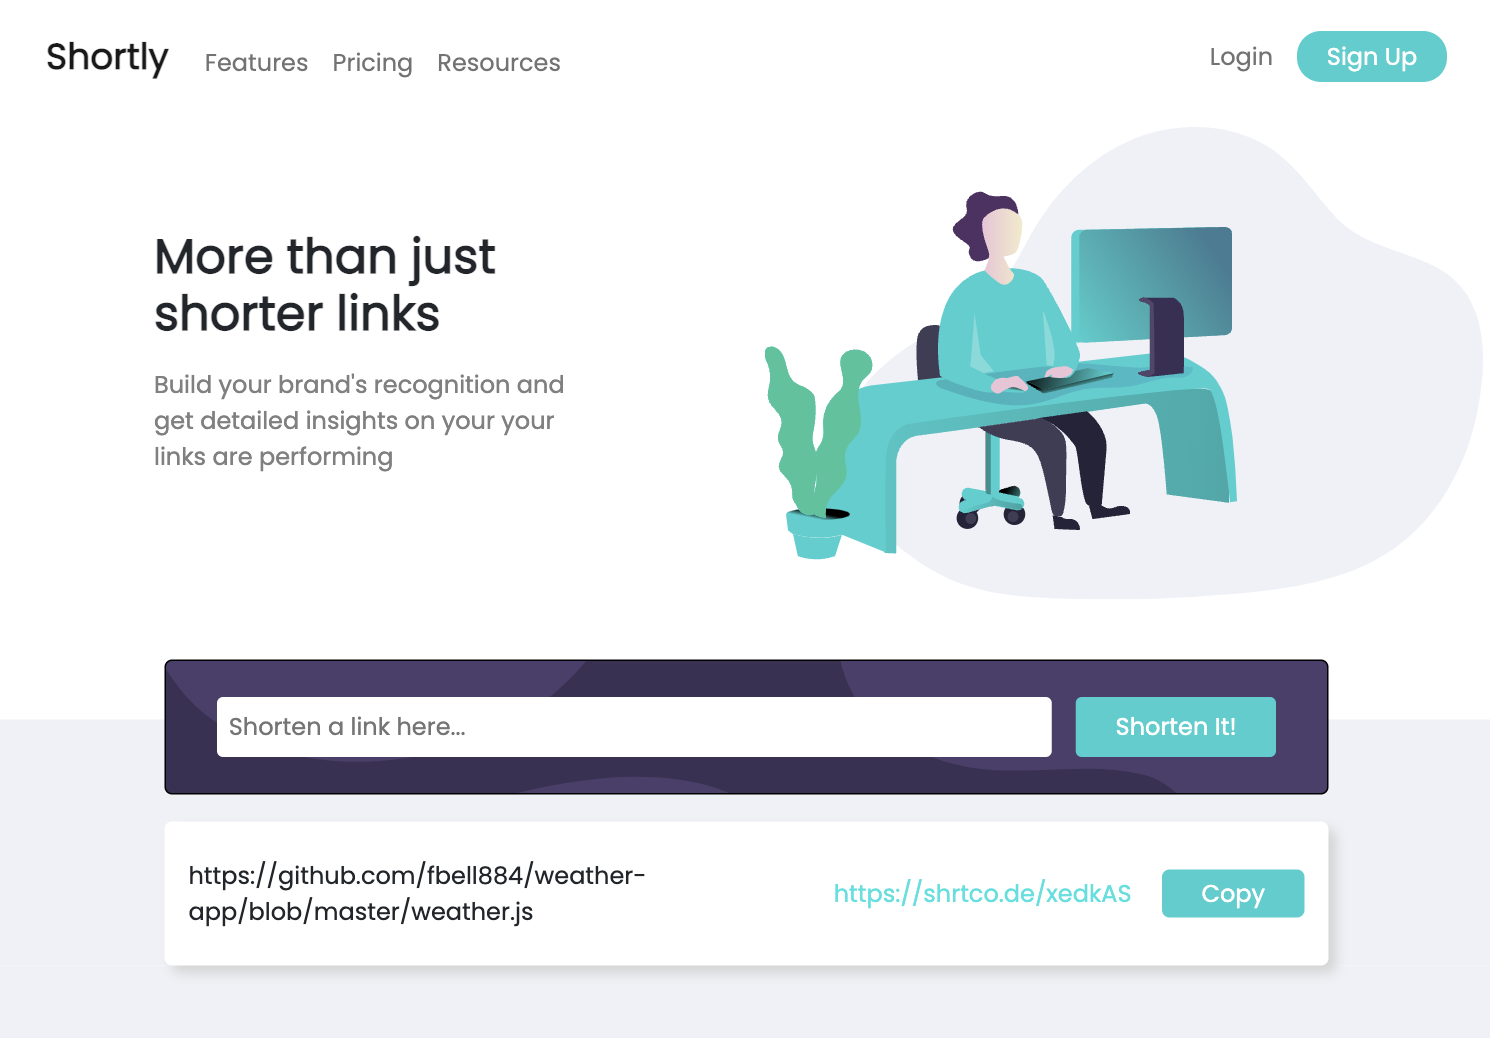 Shortly
Features
Pricing
Resources
Login
Sign Up
More than just
shorter links
Build your brand's recognition and
get detailed insights on your your
links are performing
Shorten a link here...
Shorten It!
https://github.com/fbell884/weather-
app/blob/master/weather.js
https://shrtco.de/xedkAS
Copy